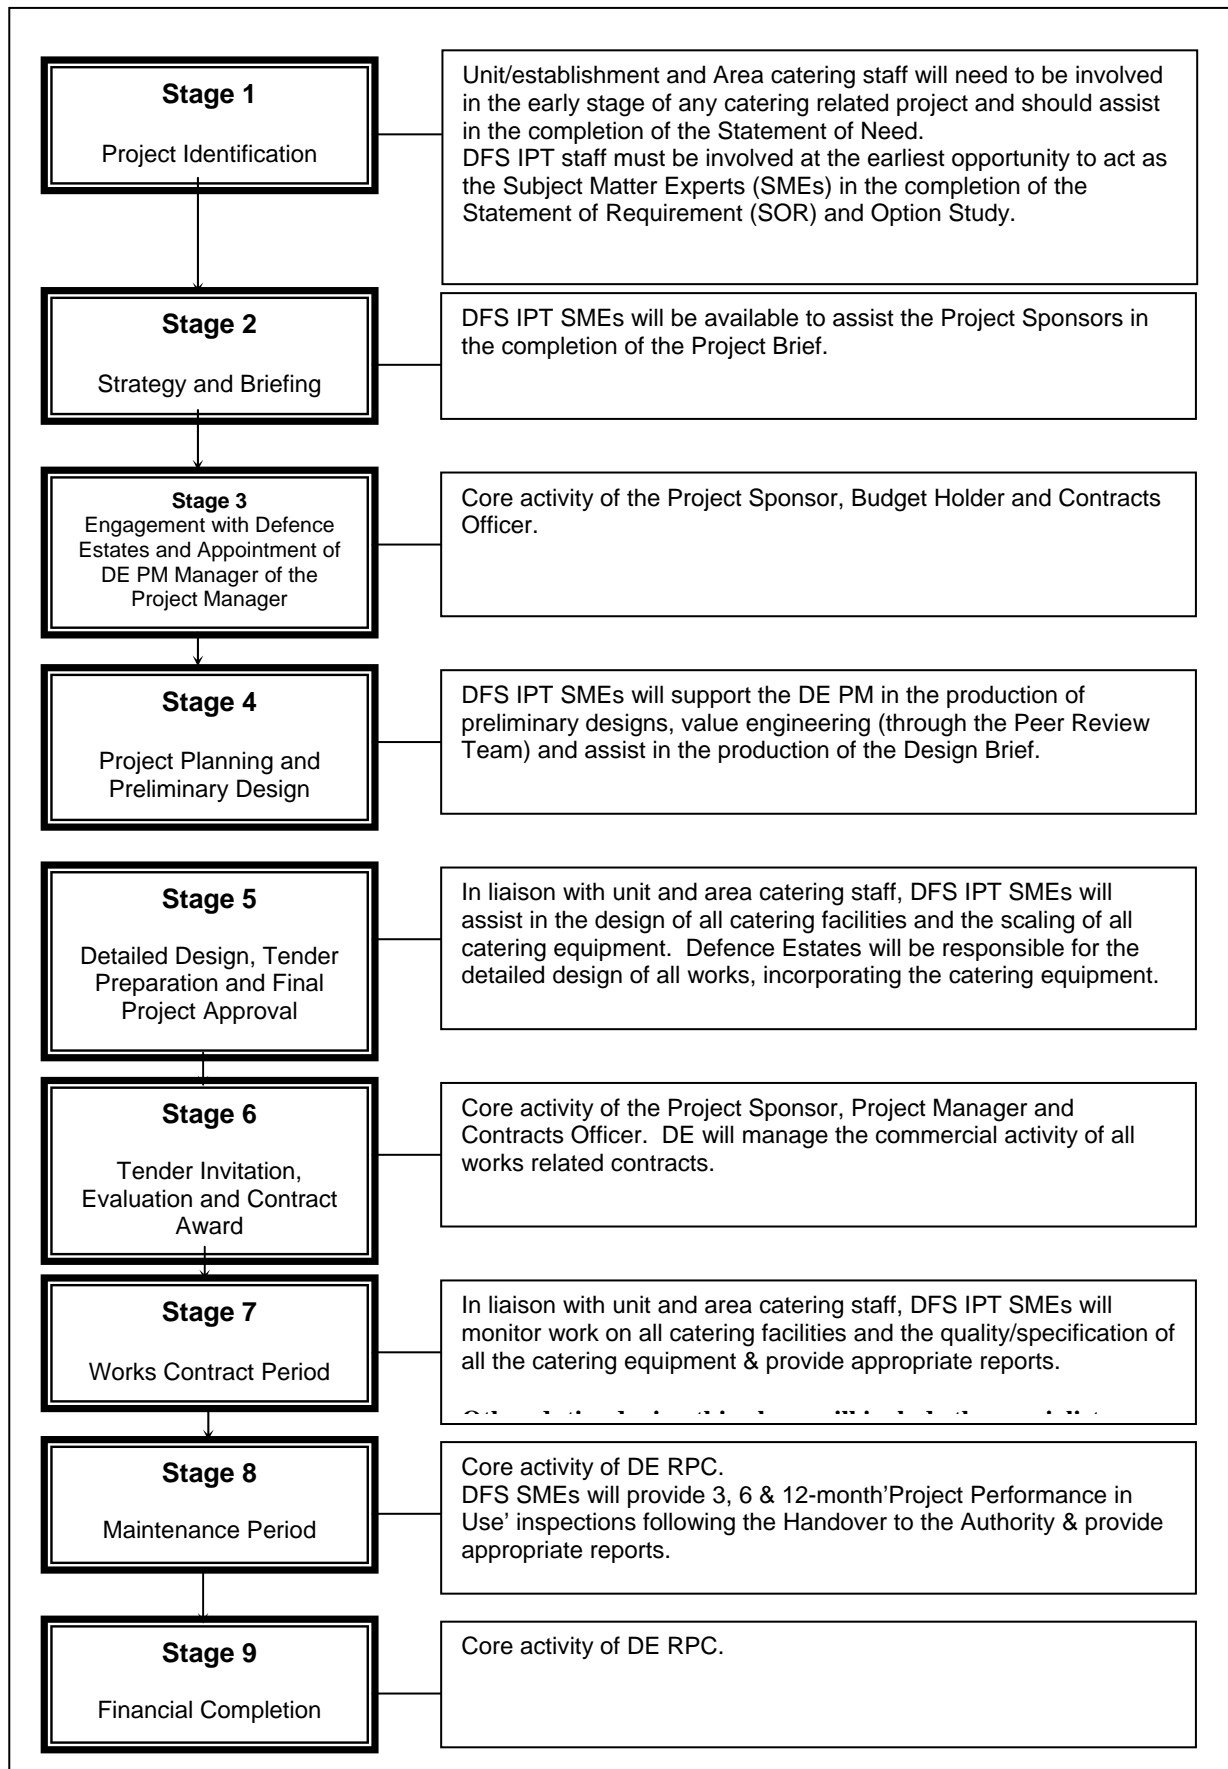 Stage 1
Project Identification
Unit/establishment and Area catering staff will need to be involved
in the early stage of any catering related project and should assist
in the completion of the Statement of Need.
DFS IPT staff must be involved at the earliest opportunity to act as
the Subject Matter Experts (SMEs) in the completion of the
Statement of Requirement (SOR) and Option Study.
Stage 2
Strategy and Briefing
DFS IPT SMEs will be available to assist the Project Sponsors in
the completion of the Project Brief.
Stage 3
Engagement with Defence
Estates and Appointment of
DE PM Manager of the
Project Manager
Core activity of the Project Sponsor, Budget Holder and Contracts
Officer.
Stage 4
Project Planning and
Preliminary Design
DFS IPT SMEs will support the DE PM in the production of
preliminary designs, value engineering (through the Peer Review
Team) and assist in the production of the Design Brief.
Stage 5
Detailed Design, Tender
Preparation and Final
Project Approval
In liaison with unit and area catering staff, DFS IPT SMEs will
assist in the design of all catering facilities and the scaling of all
catering equipment.  Defence Estates will be responsible for the
detailed design of all works, incorporating the catering equipment.
Stage 6
Tender Invitation,
Evaluation and Contract
Award
Core activity of the Project Sponsor, Project Manager and
Contracts Officer.  DE will manage the commercial activity of all
works related contracts.
Stage 7
Works Contract Period
In liaison with unit and area catering staff, DFS IPT SMEs will
monitor work on all catering facilities and the quality/specification of
all the catering equipment & provide appropriate reports.
Stage 8
Maintenance Period
Core activity of DE RPC.
DFS SMEs will provide 3, 6 & 12-month'Project Performance in
Use' inspections following the Handover to the Authority & provide
appropriate reports.
Stage 9
Financial Completion
Core activity of DE RPC.